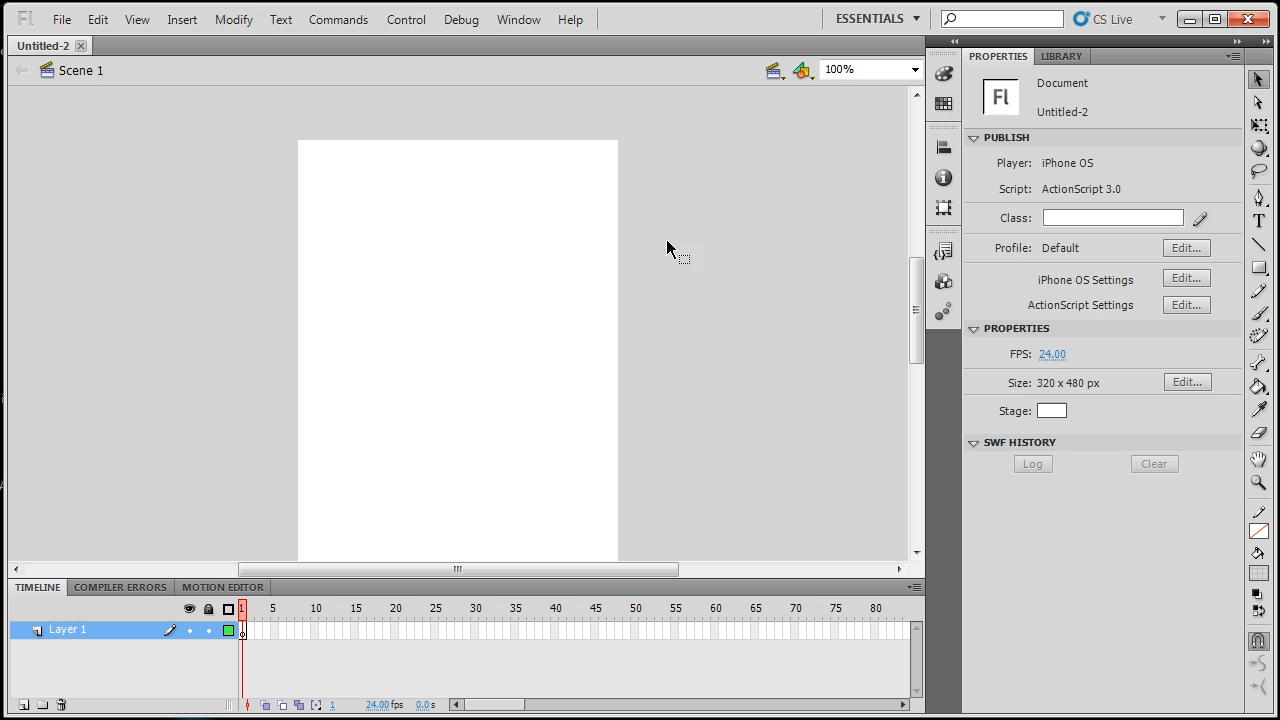 Fl File Edit View Insert Modify Text Commands Control Debug Window Help ESSENTIALS CS Live
Untitled-2
Scene 1 100%
PROPERTIES LIBRARY
Fl Document
Untitled-2
PUBLISH
Player: iPhone OS
Script: ActionScript 3.0
Class:
Profile: Default Edit...
iPhone OS Settings Edit...
ActionScript Settings Edit...
PROPERTIES
FPS: 24.00
Size: 320 x 480 px Edit...
Stage:
SWF HISTORY
Log Clear
T
TIMELINE COMPILER ERRORS MOTION EDITOR
1 5 10 15 20 25 30 35 40 45 50 55 60 65 70 75 80
Layer 1
1 24.00 fps 0.0 s